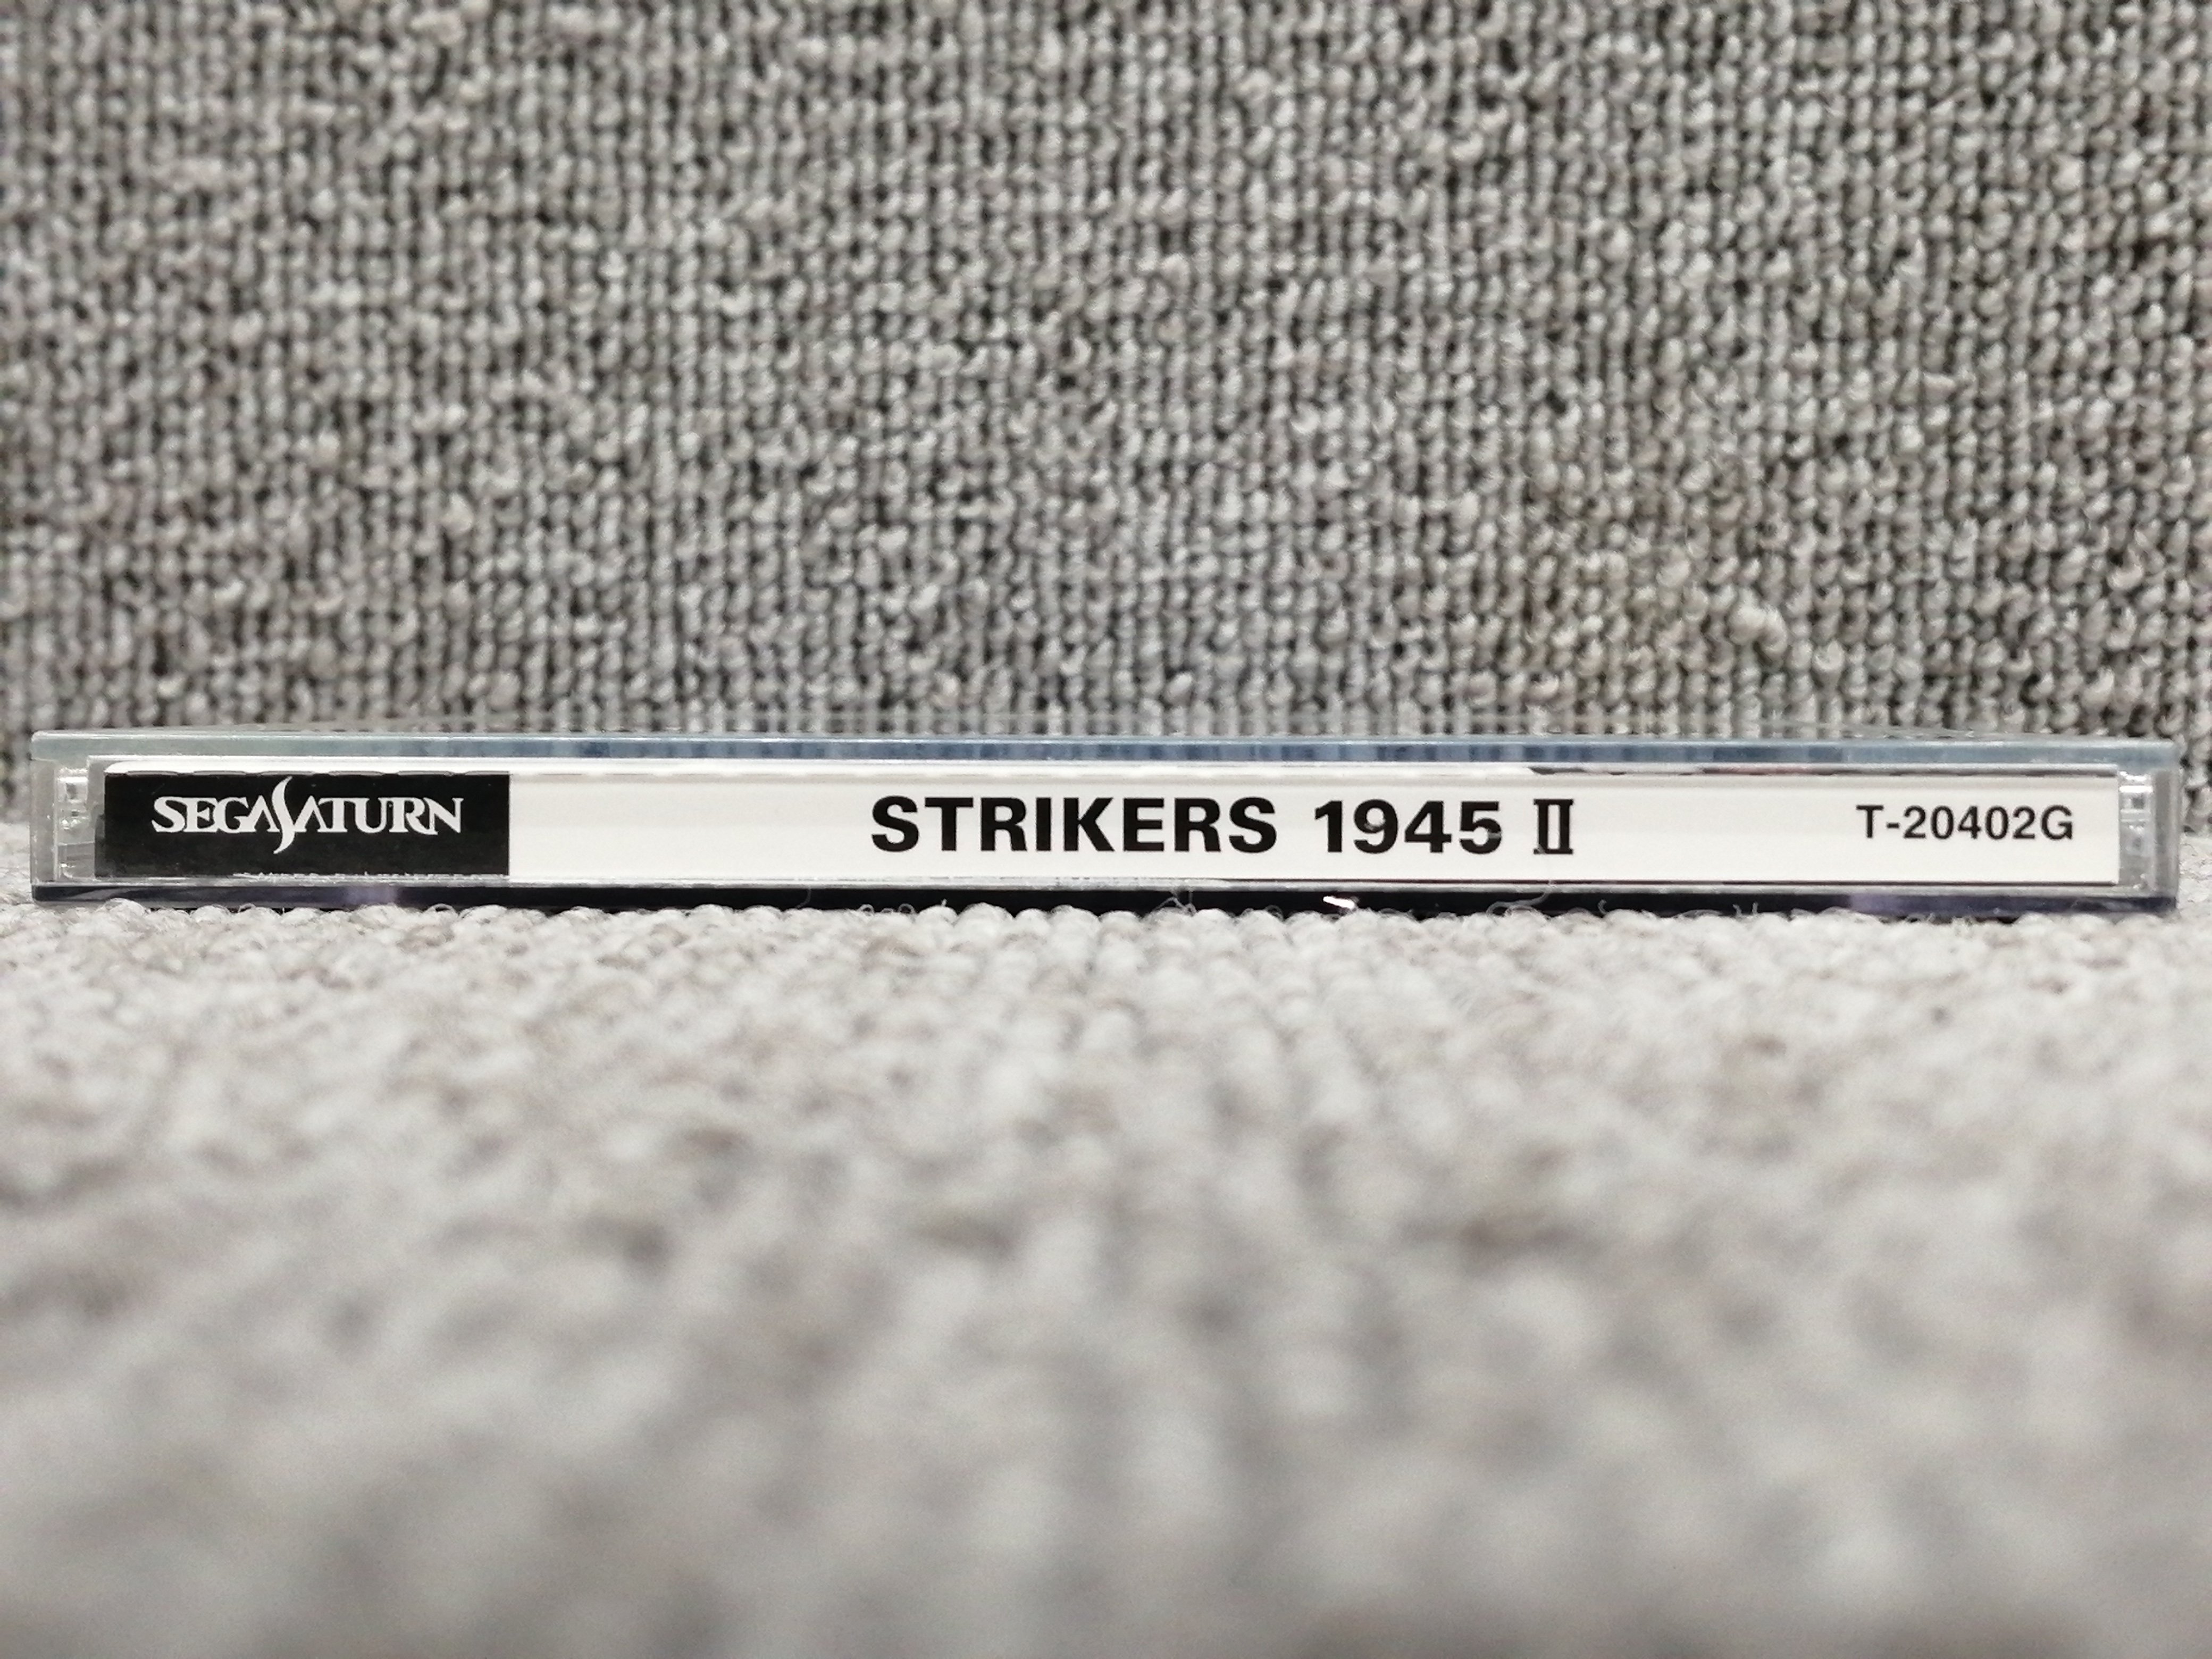 SEGA SATURN STRIKERS 1945 Ⅱ T-20402G